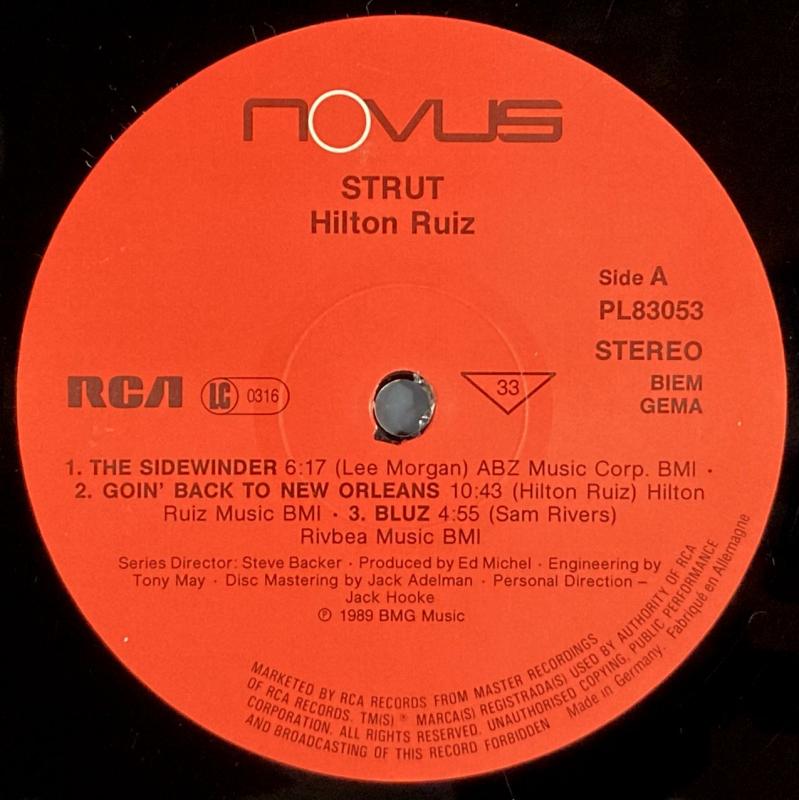 novus
STRUT
Hilton Ruiz
Side A
PL83053
STEREO
BIEM
GEMA
RCA
LC 0316
33
1. THE SIDEWINDER 6:17 (Lee Morgan) ABZ Music Corp. BMI ·
2. GOIN' BACK TO NEW ORLEANS 10:43 (Hilton Ruiz) Hilton
Ruiz Music BMI · 3. BLUZ 4:55 (Sam Rivers)
Rivbea Music BMI
Series Director: Steve Backer · Produced by Ed Michel · Engineering by
Tony May · Disc Mastering by Jack Adelman · Personal Direction –
Jack Hooke
℗ 1989 BMG Music
MARKETED BY RCA RECORDS FROM MASTER RECORDINGS
OF RCA RECORDS. TM(S) ® MARCA(S) REGISTRADA(S) USED BY AUTHORITY OF RCA
CORPORATION. ALL RIGHTS RESERVED. UNAUTHORISED COPYING, PUBLIC PERFORMANCE
AND BROADCASTING OF THIS RECORD FORBIDDEN Made in Germany. Fabriqué en Allemagne